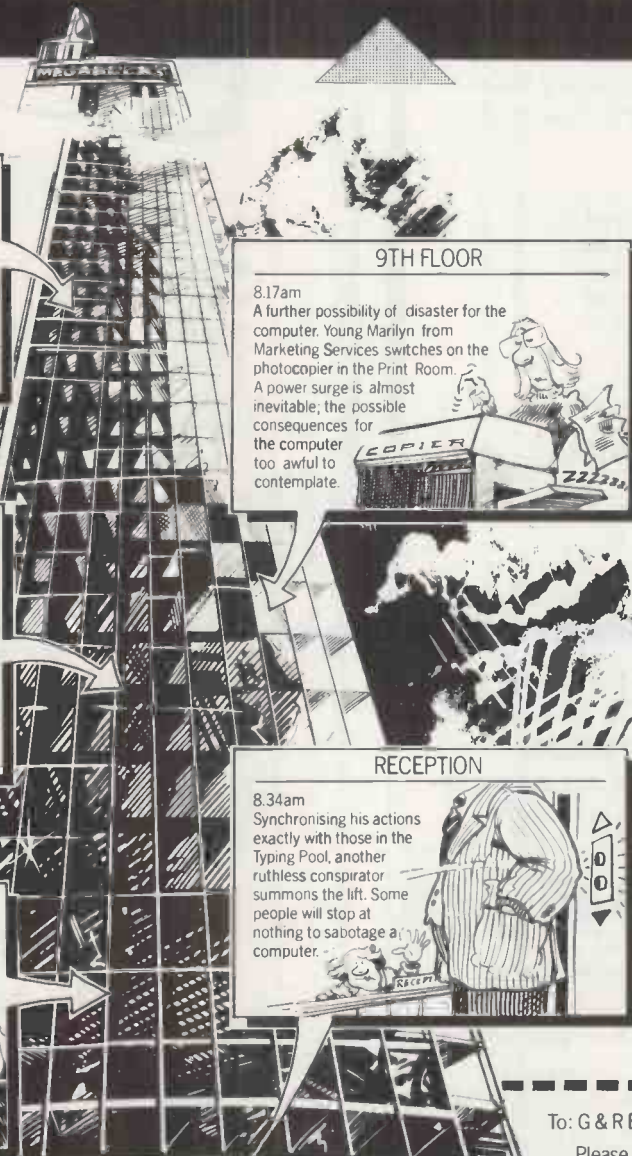 9TH FLOOR
8.17am
A further possibility of disaster for the
computer. Young Marilyn from
Marketing Services switches on the
photocopier in the Print Room.
A power surge is almost
inevitable; the possible
consequences for
the computer
too awful to
contemplate.
COPIER
ZZZZZZ
RECEPTION
8.34am
Synchronising his actions
exactly with those in the
Typing Pool, another
ruthless conspirator
summons the lift. Some
people will stop at
nothing to sabotage a
computer.
RECEPT
To: G & R E
Please